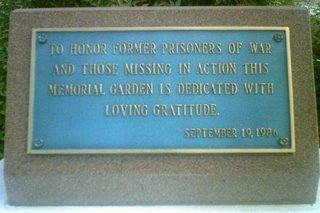 TO HONOR FORMER PRISONERS OF WAR
AND THOSE MISSING IN ACTION THIS
MEMORIAL GARDEN IS DEDICATED WITH
LOVING GRATITUDE.
SEPTEMBER 19, 1986